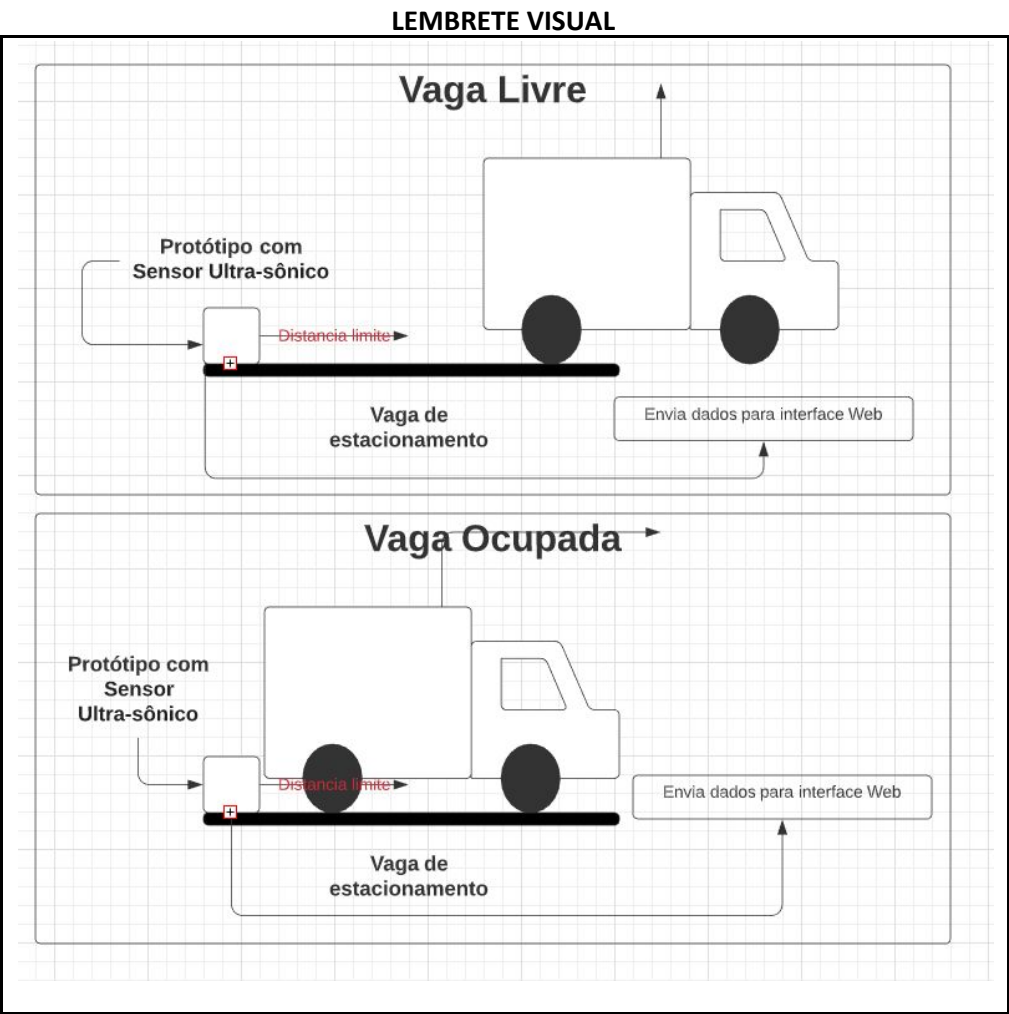 LEMBRETE VISUAL
Vaga Livre
Protótipo com
Sensor Ultra-sônico
Distancia limite
Vaga de
estacionamento
Envia dados para interface Web
Vaga Ocupada
Protótipo com
Sensor
Ultra-sônico
Distancia limite
Envia dados para interface Web
Vaga de
estacionamento